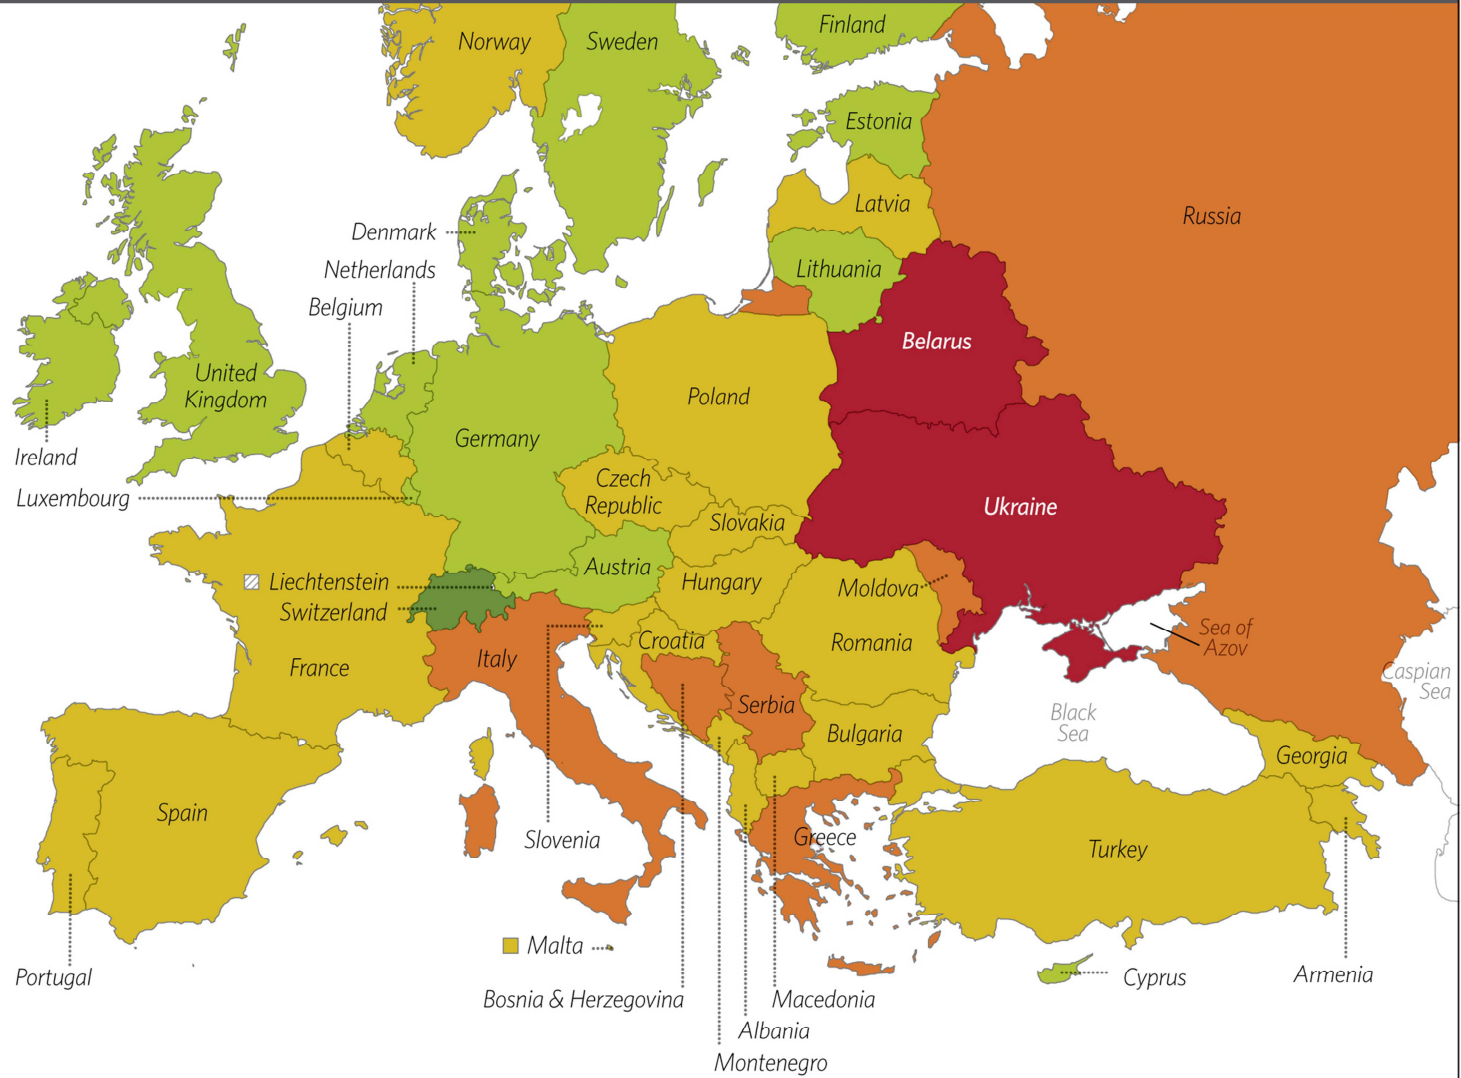 Norway
Sweden
Finland
Estonia
Latvia
Russia
Denmark
Netherlands
Lithuania
Belgium
Belarus
United
Kingdom
Poland
Germany
Ireland
Luxembourg
Czech
Republic
Slovakia
Ukraine
Austria
Liechtenstein
Hungary
Moldova
Switzerland
Croatia
Romania
Sea of
Azov
Italy
France
Caspian
Sea
Serbia
Black
Sea
Bulgaria
Georgia
Spain
Slovenia
Greece
Turkey
Malta
Portugal
Cyprus
Armenia
Bosnia & Herzegovina
Macedonia
Albania
Montenegro